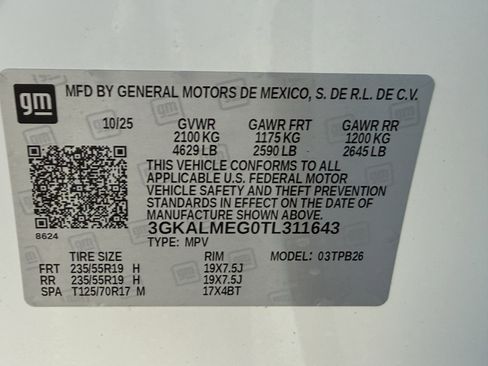 gm
MFD BY GENERAL MOTORS DE MEXICO, S. DE R.L. DE C.V.
10/25 GVWR GAWR FRT GAWR RR
2100 KG 1175 KG 1200 KG
4629 LB 2590 LB 2645 LB
THIS VEHICLE CONFORMS TO ALL
APPLICABLE U.S. FEDERAL MOTOR
VEHICLE SAFETY AND THEFT PREVENTION
STANDARDS IN EFFECT ON THE DATE OF
MANUFACTURE SHOWN ABOVE.
8624
3GKALMEG0TL311643
TYPE: MPV
TIRE SIZE RIM MODEL: 03TPB26
FRT 235/55R19 H 19X7.5J
RR 235/55R19 H 19X7.5J
SPA T125/70R17 M 17X4BT